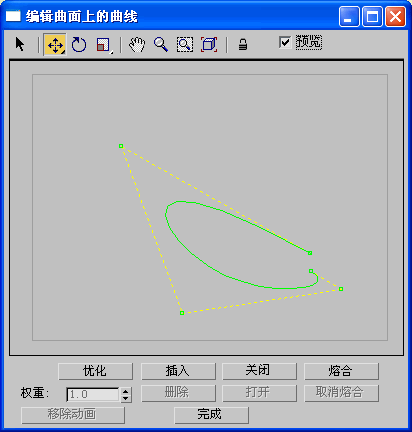 编辑曲面上的曲线
预览
优化 插入 关闭 熔合
权重: 1.0 删除 打开 取消熔合
移除动画 完成